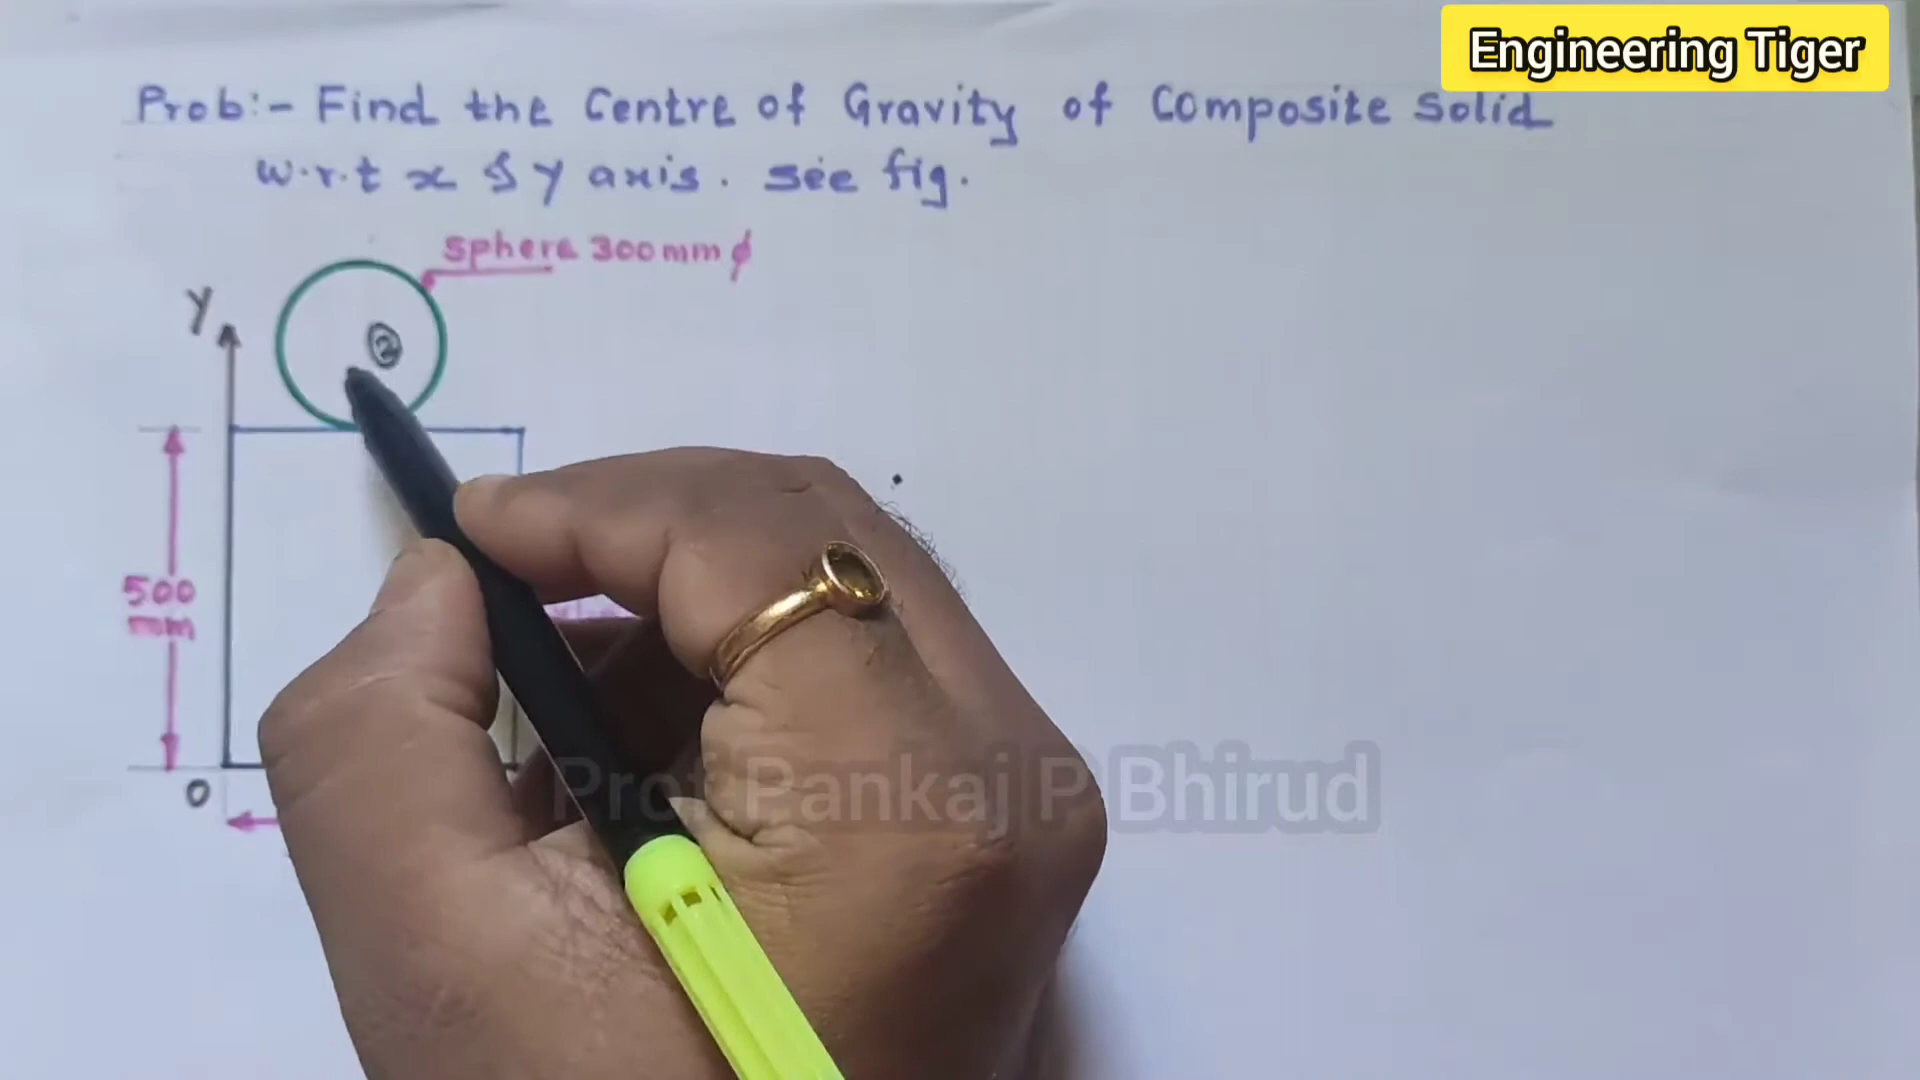 Engineering Tiger
Prob:- Find the Centre of Gravity of Composite Solid
w.r.t x & y axis. see fig.
Sphere 300mm ϕ
Y
②
500
mm
O
Prof.Pankaj P Bhirud